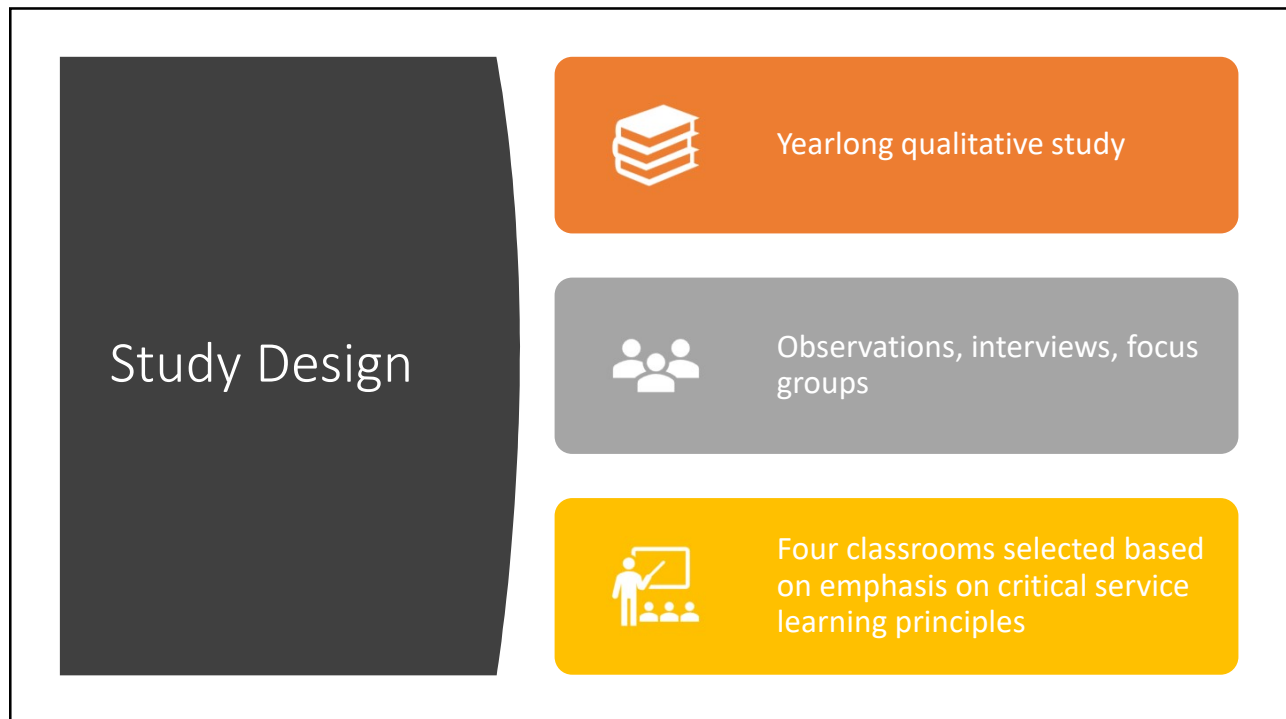 Study Design
Yearlong qualitative study
Observations, interviews, focus
groups
Four classrooms selected based
on emphasis on critical service
learning principles